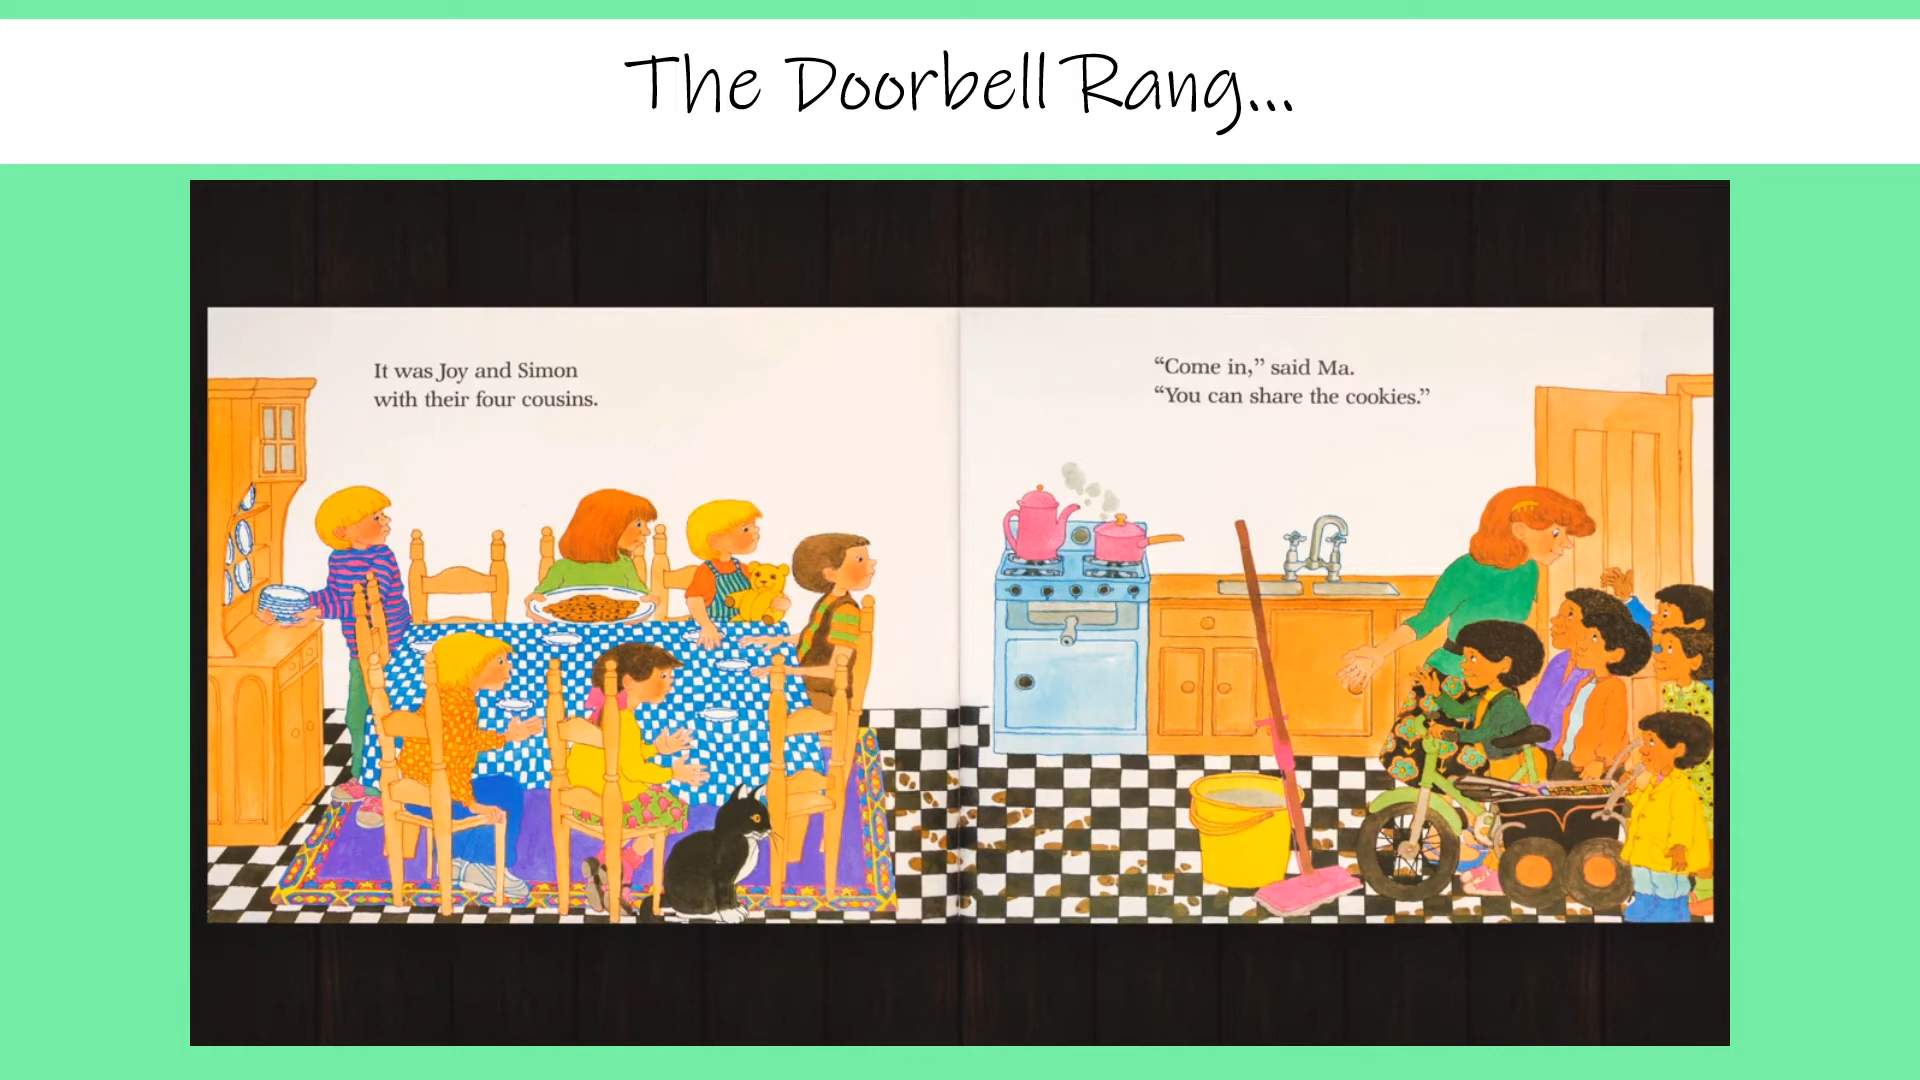 The Doorbell Rang...
It was Joy and Simon
with their four cousins.
“Come in,” said Ma.
“You can share the cookies.”